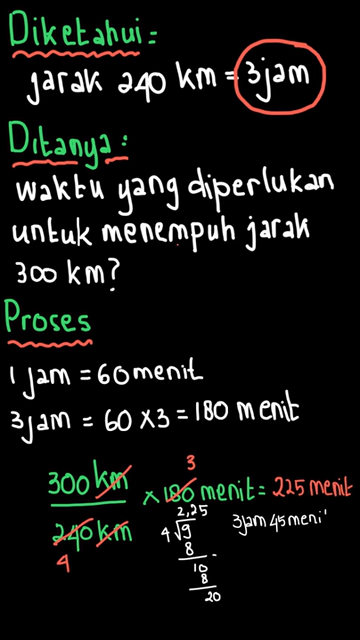 Diketahui:
jarak 240 km = 3jam
Ditanya:
waktu yang diperlukan
untuk menempuh jarak
300 km?
Proses
1 jam = 60 menit
3 jam = 60 x 3 = 180 menit
3
300 km x 180 menit = 225 menit
240 km
4
2,25
4 √9
8
10
8
20
3jam 45 meni